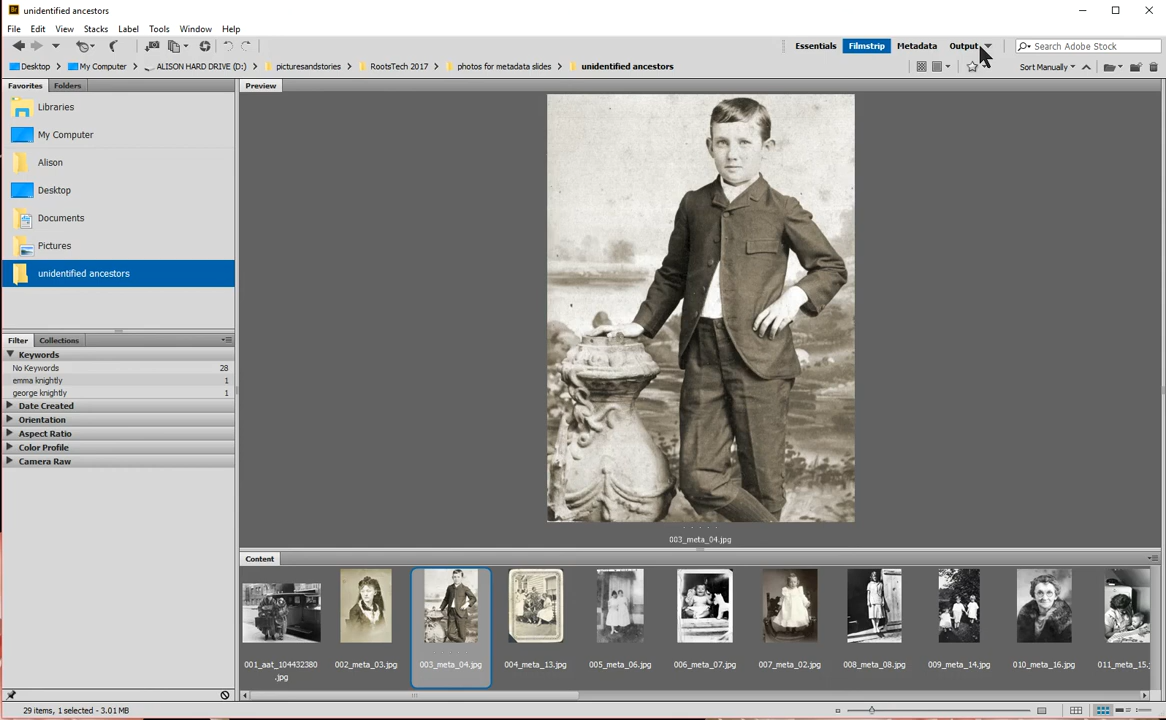 unidentified ancestors
File Edit View Stacks Label Tools Window Help
Essentials Filmstrip Metadata Output Search Adobe Stock
Desktop > My Computer > ALISON HARD DRIVE (D:) > picturesandstories > RootsTech 2017 > photos for metadata slides > unidentified ancestors Sort Manually
Favorites Folders
Preview
Libraries
My Computer
Alison
Desktop
Documents
Pictures
unidentified ancestors
Filter Collections
Keywords
No Keywords 28
emma knightly 1
george knightly 1
Date Created
Orientation
Aspect Ratio
Color Profile
Camera Raw
003_meta_04.jpg
Content
001_aat_104432380
.jpg
002_meta_03.jpg
003_meta_04.jpg
004_meta_13.jpg
005_meta_06.jpg
006_meta_07.jpg
007_meta_02.jpg
008_meta_08.jpg
009_meta_14.jpg
010_meta_16.jpg
011_meta_15.
29 items, 1 selected - 3.01 MB